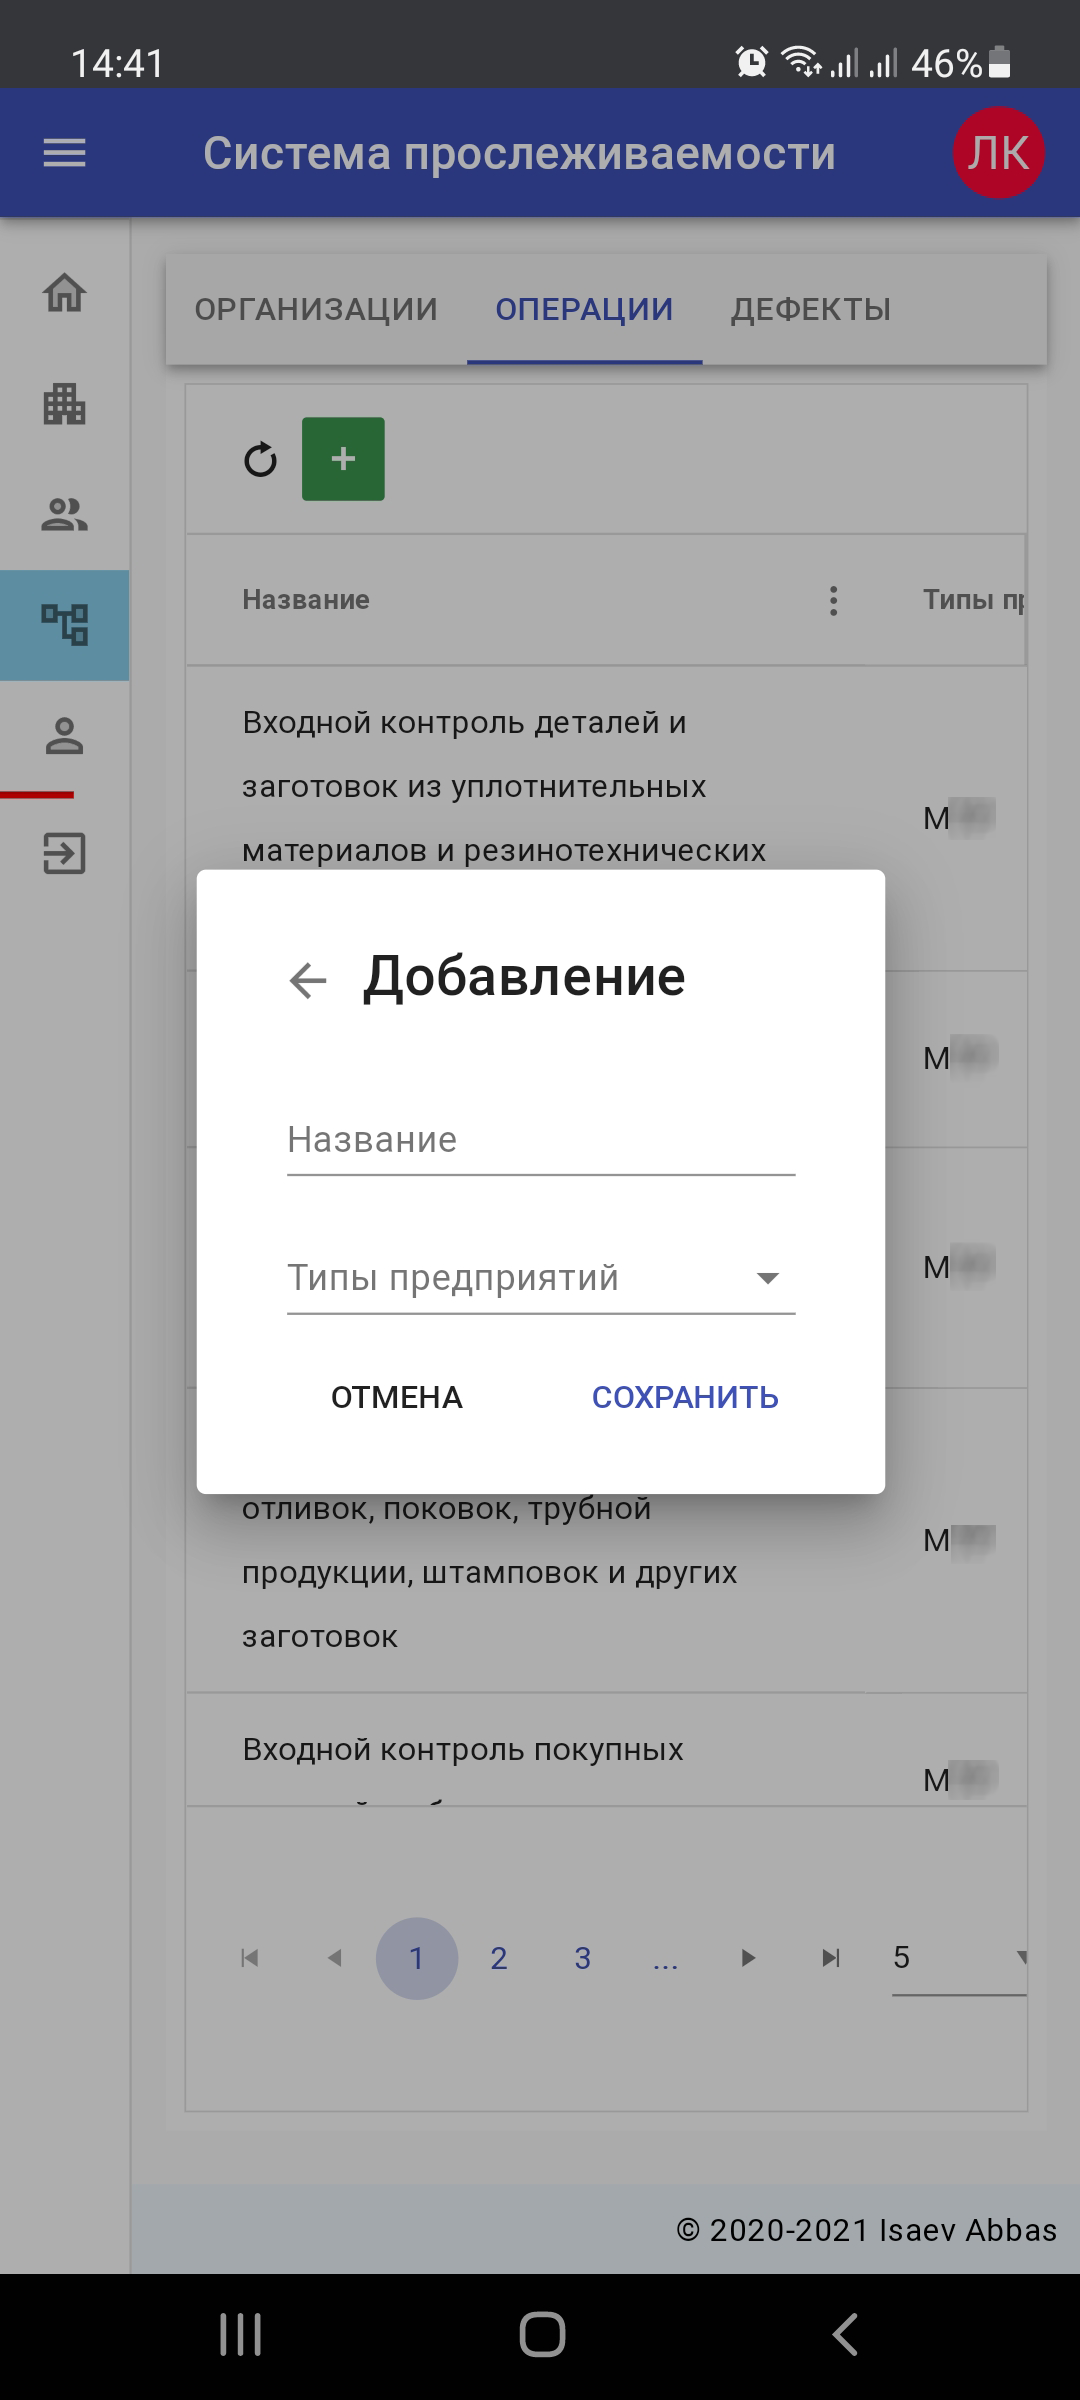 14:41
46%
Система прослеживаемости
ЛК
ОРГАНИЗАЦИИ ОПЕРАЦИИ ДЕФЕКТЫ
+
Название
Входной контроль деталей и
заготовок из уплотнительных
материалов и резинотехнических
Добавление
Название
Типы предприятий
ОТМЕНА СОХРАНИТЬ
отливок, поковок, трубной
продукции, штамповок и других
заготовок
Входной контроль покупных
1 2 3 ... 5
© 2020-2021 Isaev Abbas